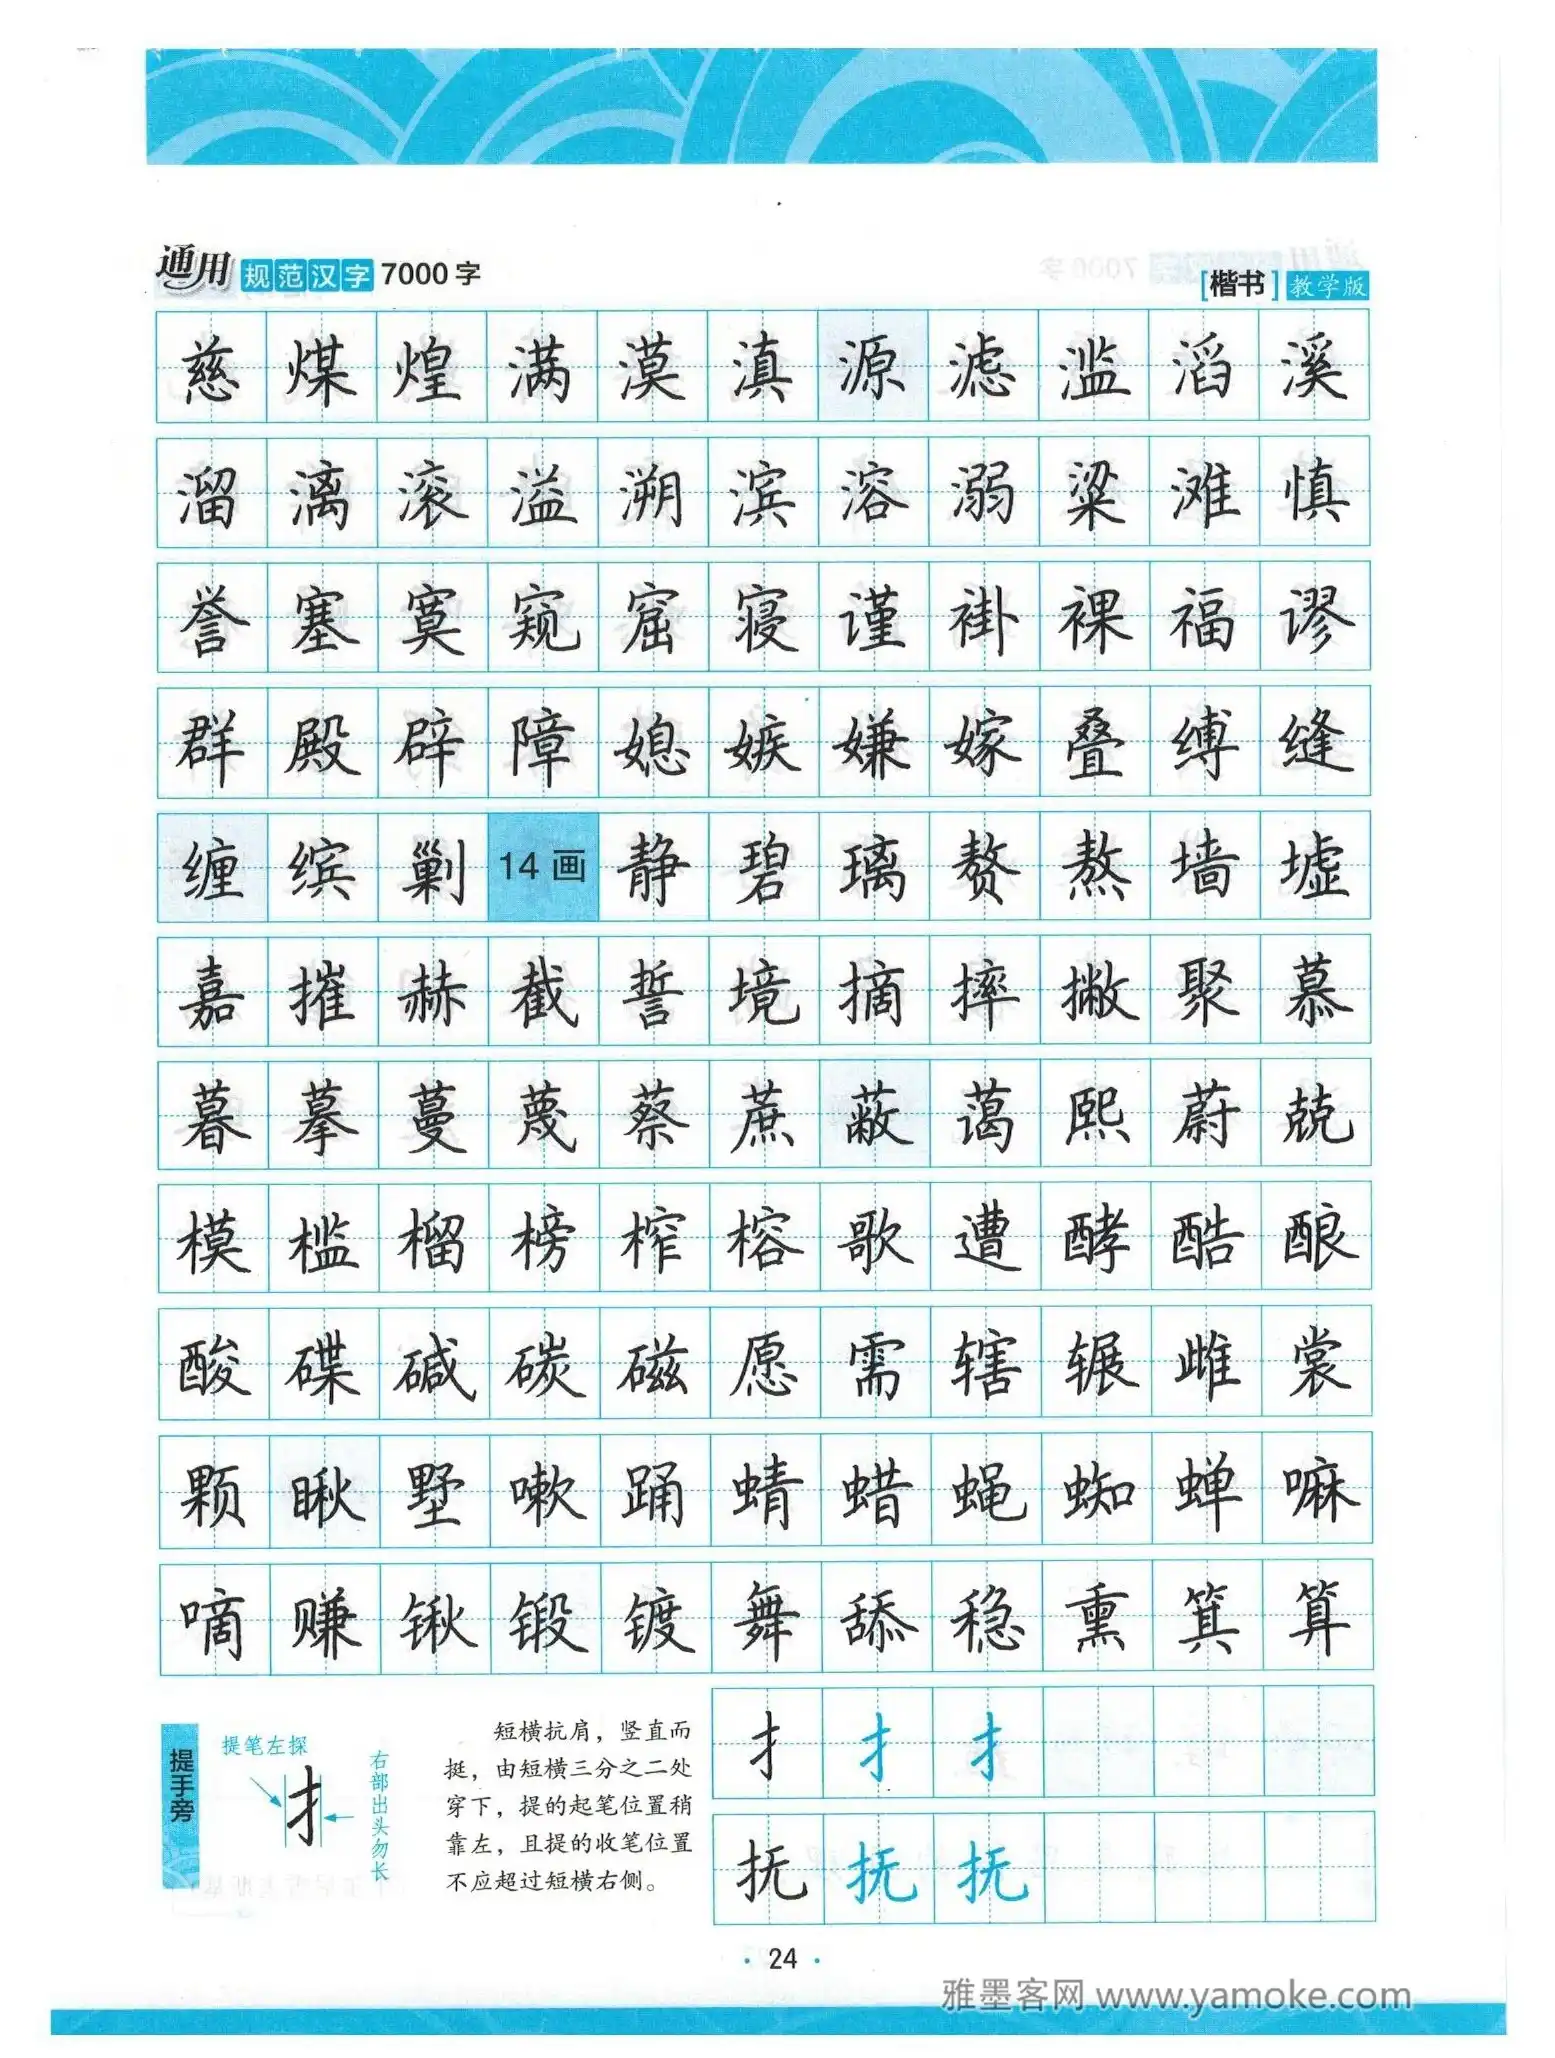 通用规范汉字7000字
[楷书]教学版
慈煤煌满漠滇源滤滥滔溪
溜漓滚溢溯滨溶溺粱滩慎
誉塞寞窥窟寝谨褂裸福谬
群殿辟障媳嫉嫌嫁叠缚缝
缠缤剿14画静碧璃赘熬墙墟
嘉摧赫截誓境摘摔撇聚慕
暮摹蔓蔑蔡蔗蔽蔼熙蔚兢
模槛榴榜榨榕歌遭酵酷酿
酸碟碱碳磁愿需辖辗雌裳
颗瞅墅嗽踊蜻蜡蝇蜘蝉嘛
嘀赚锹锻镀舞舔稳熏箕算
提手旁
提笔左探
扌
右部出头勿长
短横抗肩，竖直而
挺，由短横三分之二处
穿下，提的起笔位置稍
靠左，且提的收笔位置
不应超过短横右侧。
扌扌扌
抚抚抚
·24·
雅墨客网 www.yamoke.com